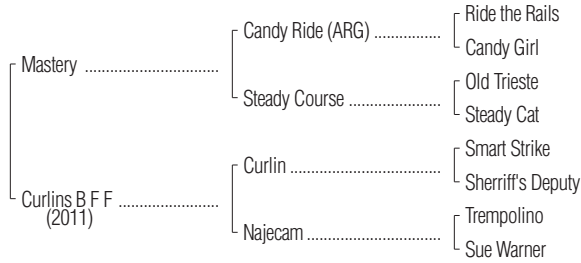 Ride the Rails
Candy Ride (ARG) ................
Candy Girl
Mastery ................................
Old Trieste
Steady Course ......................
Steady Cat
Smart Strike
Curlin ....................................
Sherriff's Deputy
Curlins B F F ........................
(2011)
Trempolino
Najecam ................................
Sue Warner